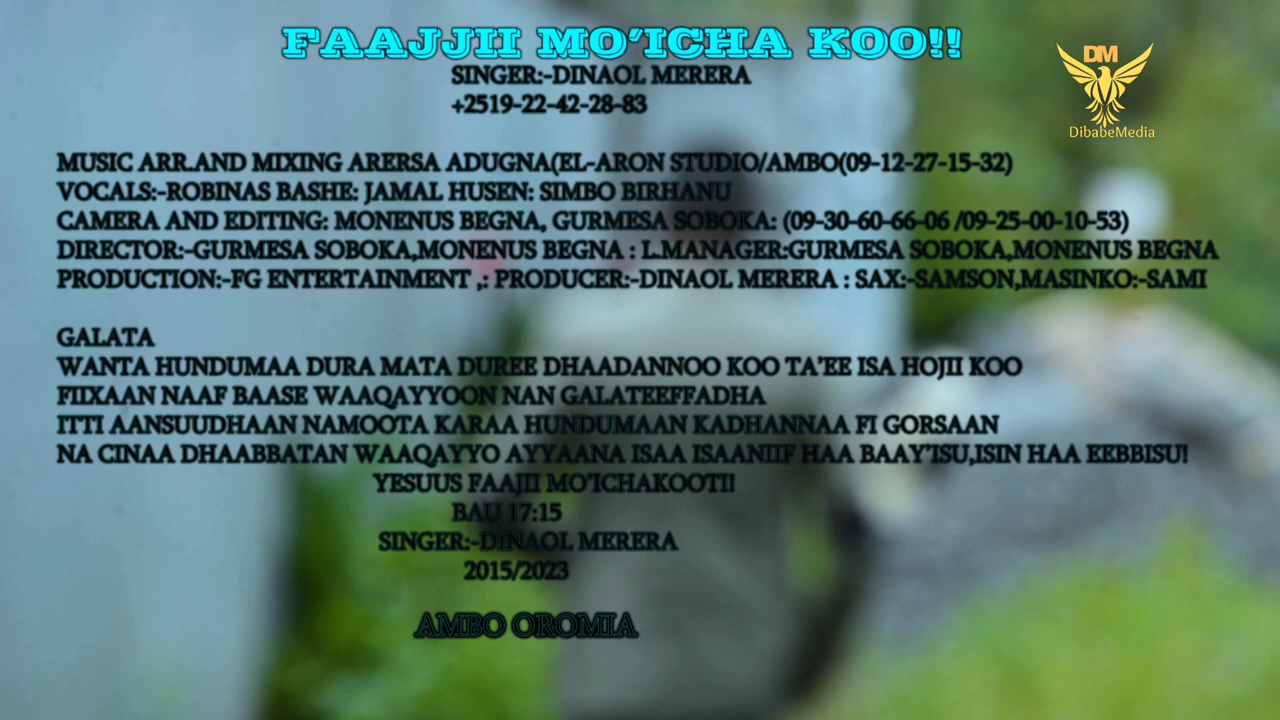 FAAJJII MO'ICHA KOO!!
DM
DibabeMedia
SINGER:-DINAOL MERERA
+2519-22-42-28-83
MUSIC ARR.AND MIXING ARERSA ADUGNA(EL-ARON STUDIO/AMBO(09-12-27-15-32)
VOCALS:-ROBINAS BASHE: JAMAL HUSEN: SIMBO BIRHANU
CAMERA AND EDITING: MONENUS BEGNA, GURMESA SOBOKA: (09-30-60-66-06 /09-25-00-10-53)
DIRECTOR:-GURMESA SOBOKA,MONENUS BEGNA : L.MANAGER:GURMESA SOBOKA,MONENUS BEGNA
PRODUCTION:-FG ENTERTAINMENT ,: PRODUCER:-DINAOL MERERA : SAX:-SAMSON,MASINKO:-SAMI
GALATA
WANTA HUNDUMAA DURA MATA DUREE DHAADANNOO KOO TA'EE ISA HOJII KOO
FIIXAAN NAAF BAASE WAAQAYYOON NAN GALATEEFFADHA
ITTI AANSUUDHAAN NAMOOTA KARAA HUNDUMAAN KADHANNAA FI GORSAAN
NA CINAA DHAABBATAN WAAQAYYO AYYAANA ISAA ISAANIIF HAA BAAY'ISU,ISIN HAA EEBBISU!
YESUUS FAAJII MO'ICHAKOOTI!
BAU 17:15
SINGER:-DINAOL MERERA
2015/2023
AMBO OROMIA